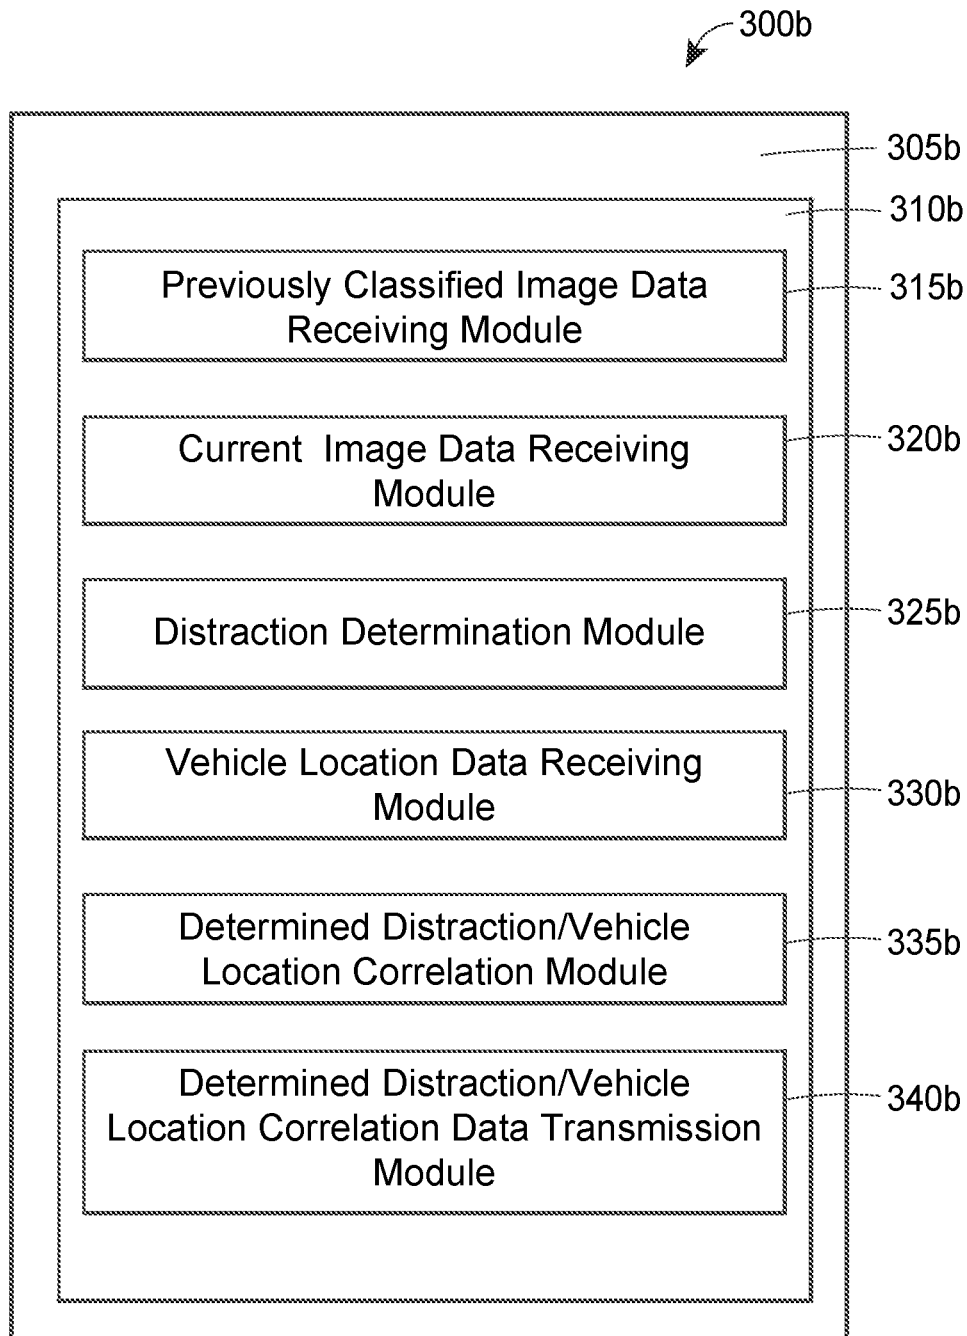 300b
305b
310b
Previously Classified Image Data
Receiving Module
315b
Current Image Data Receiving
Module
320b
Distraction Determination Module
325b
Vehicle Location Data Receiving
Module
330b
Determined Distraction/Vehicle
Location Correlation Module
335b
Determined Distraction/Vehicle
Location Correlation Data Transmission
Module
340b